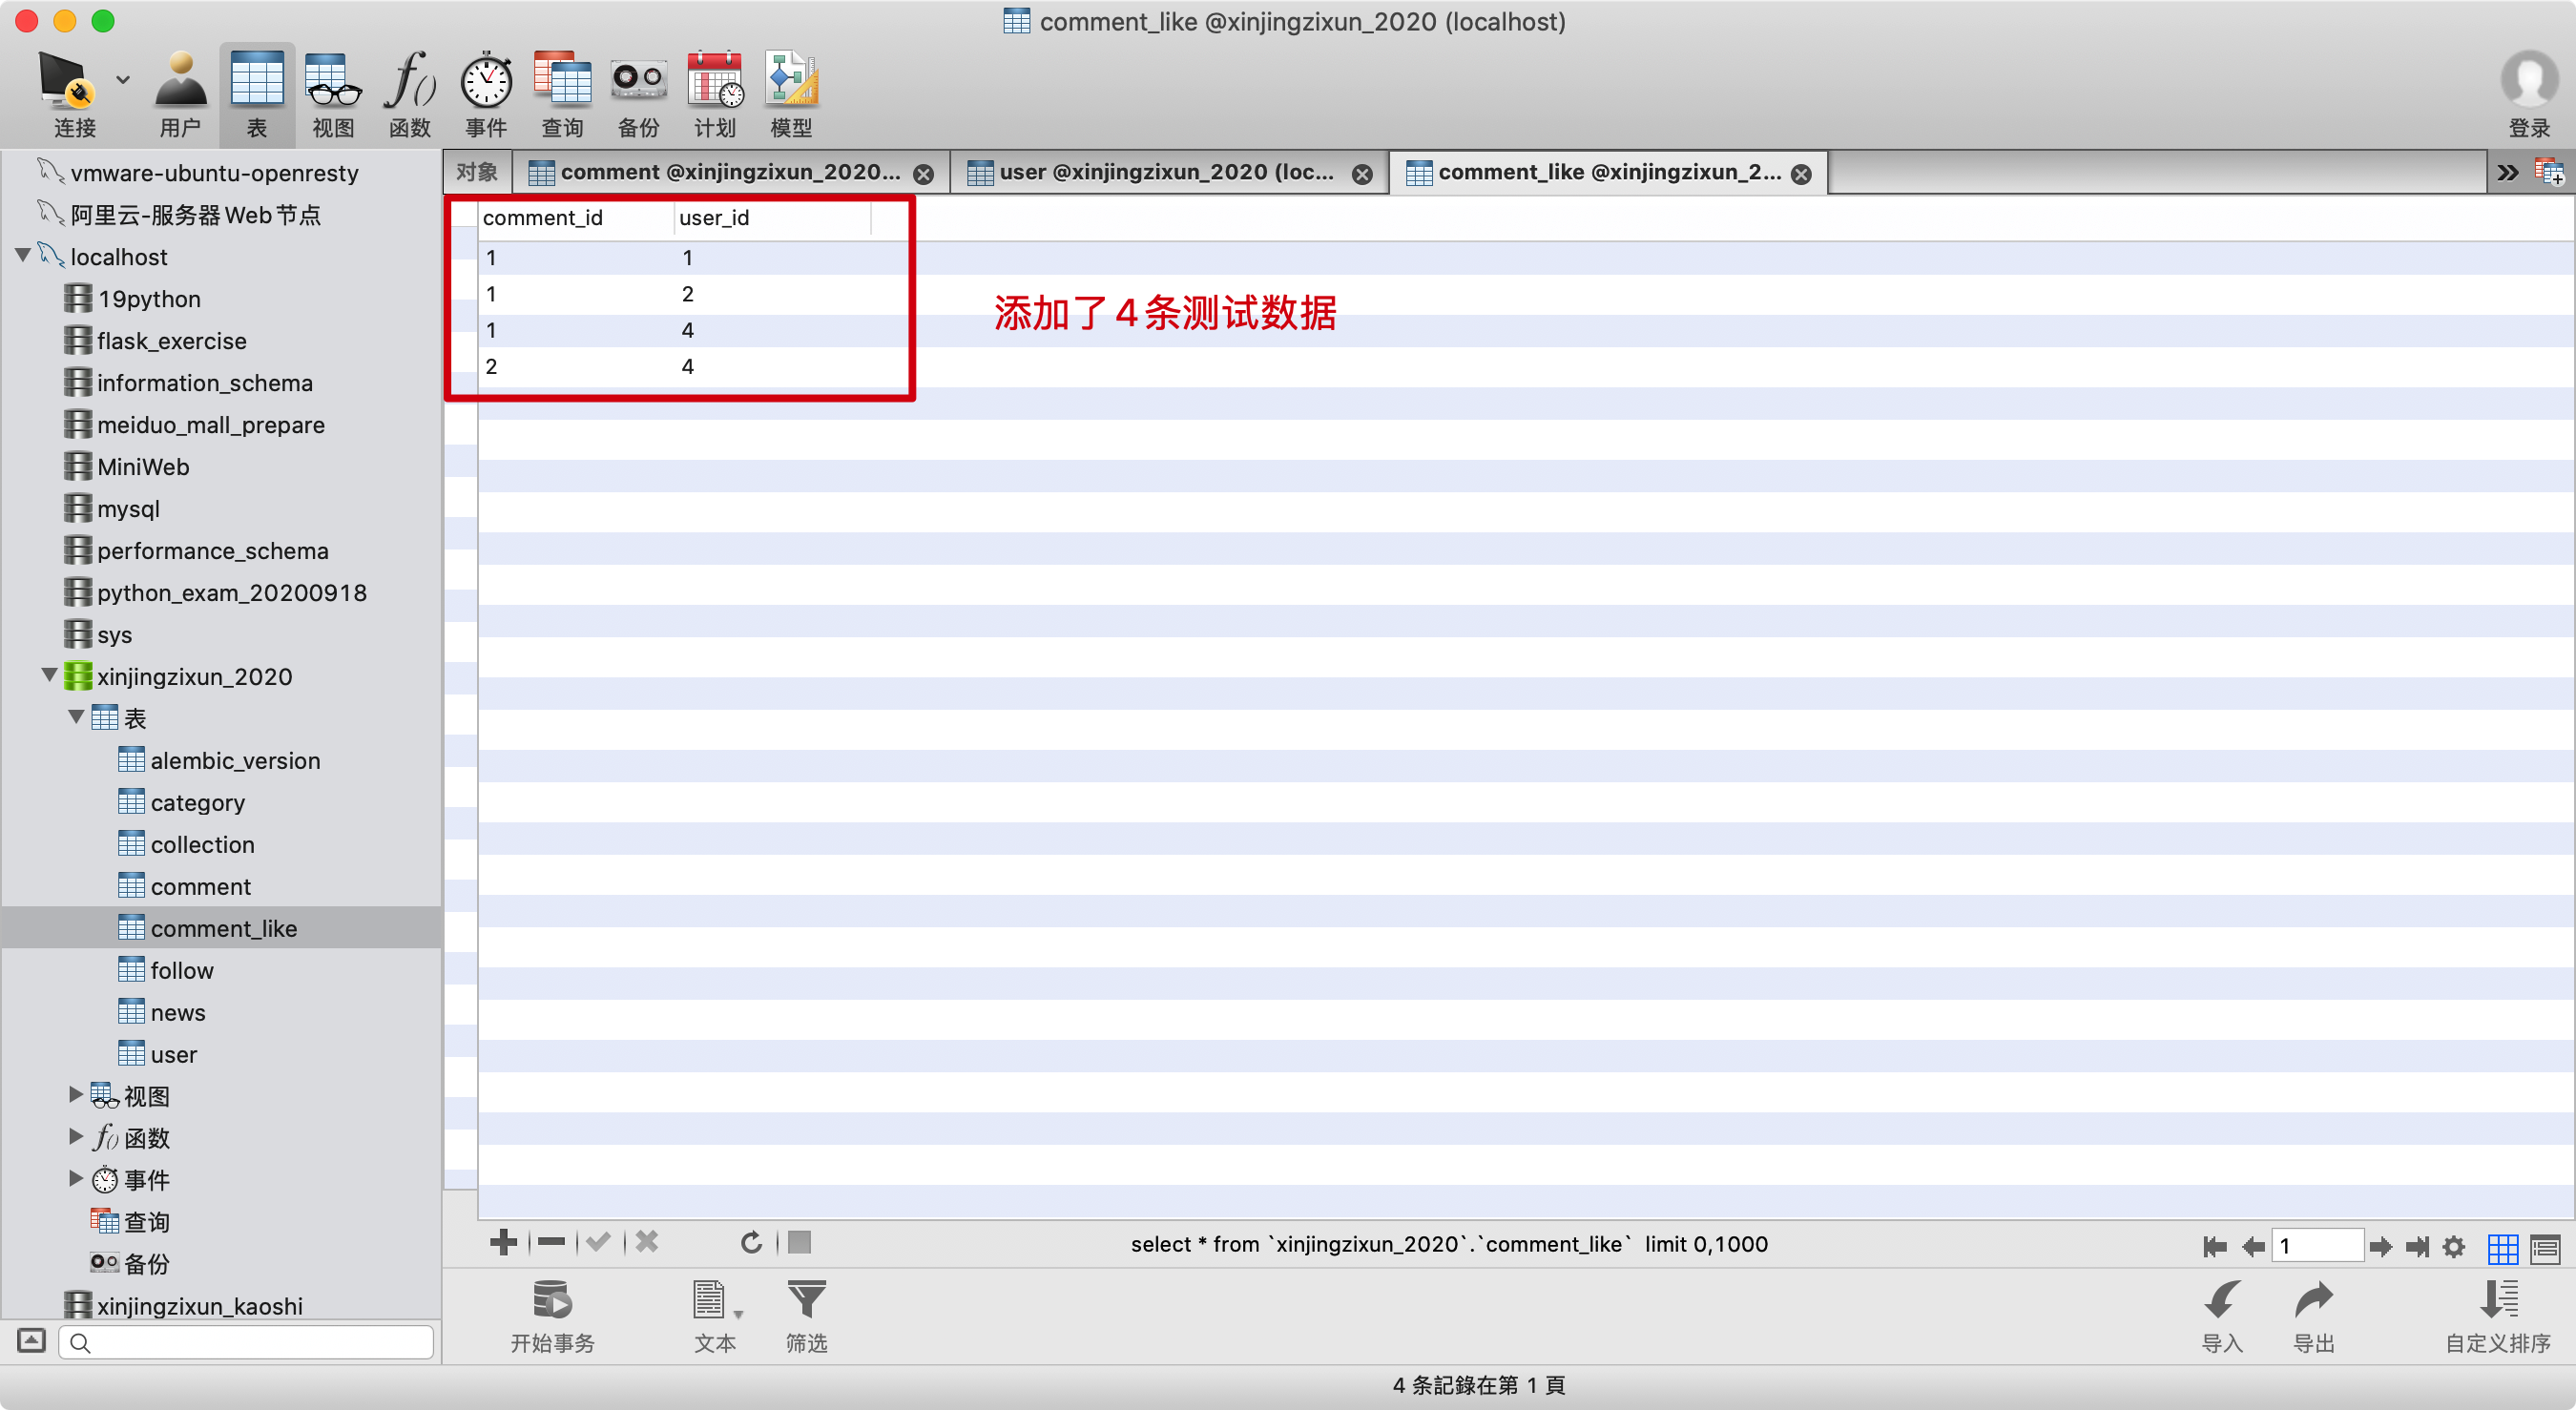 comment_like @xinjingzixun_2020 (localhost)
连接
用户
表
视图
函数
事件
查询
备份
计划
模型
登录
vmware-ubuntu-openresty
阿里云-服务器Web节点
localhost
19python
flask_exercise
information_schema
meiduo_mall_prepare
MiniWeb
mysql
performance_schema
python_exam_20200918
sys
xinjingzixun_2020
表
alembic_version
category
collection
comment
comment_like
follow
news
user
视图
函数
事件
查询
备份
xinjingzixun_kaoshi
对象
comment @xinjingzixun_2020...
user @xinjingzixun_2020 (loc...
comment_like @xinjingzixun_2...
comment_id user_id
1 1
1 2
1 4
2 4
添加了4条测试数据
select * from `xinjingzixun_2020`.`comment_like` limit 0,1000
1
开始事务
文本
筛选
导入
导出
自定义排序
4 条記錄在第 1 頁